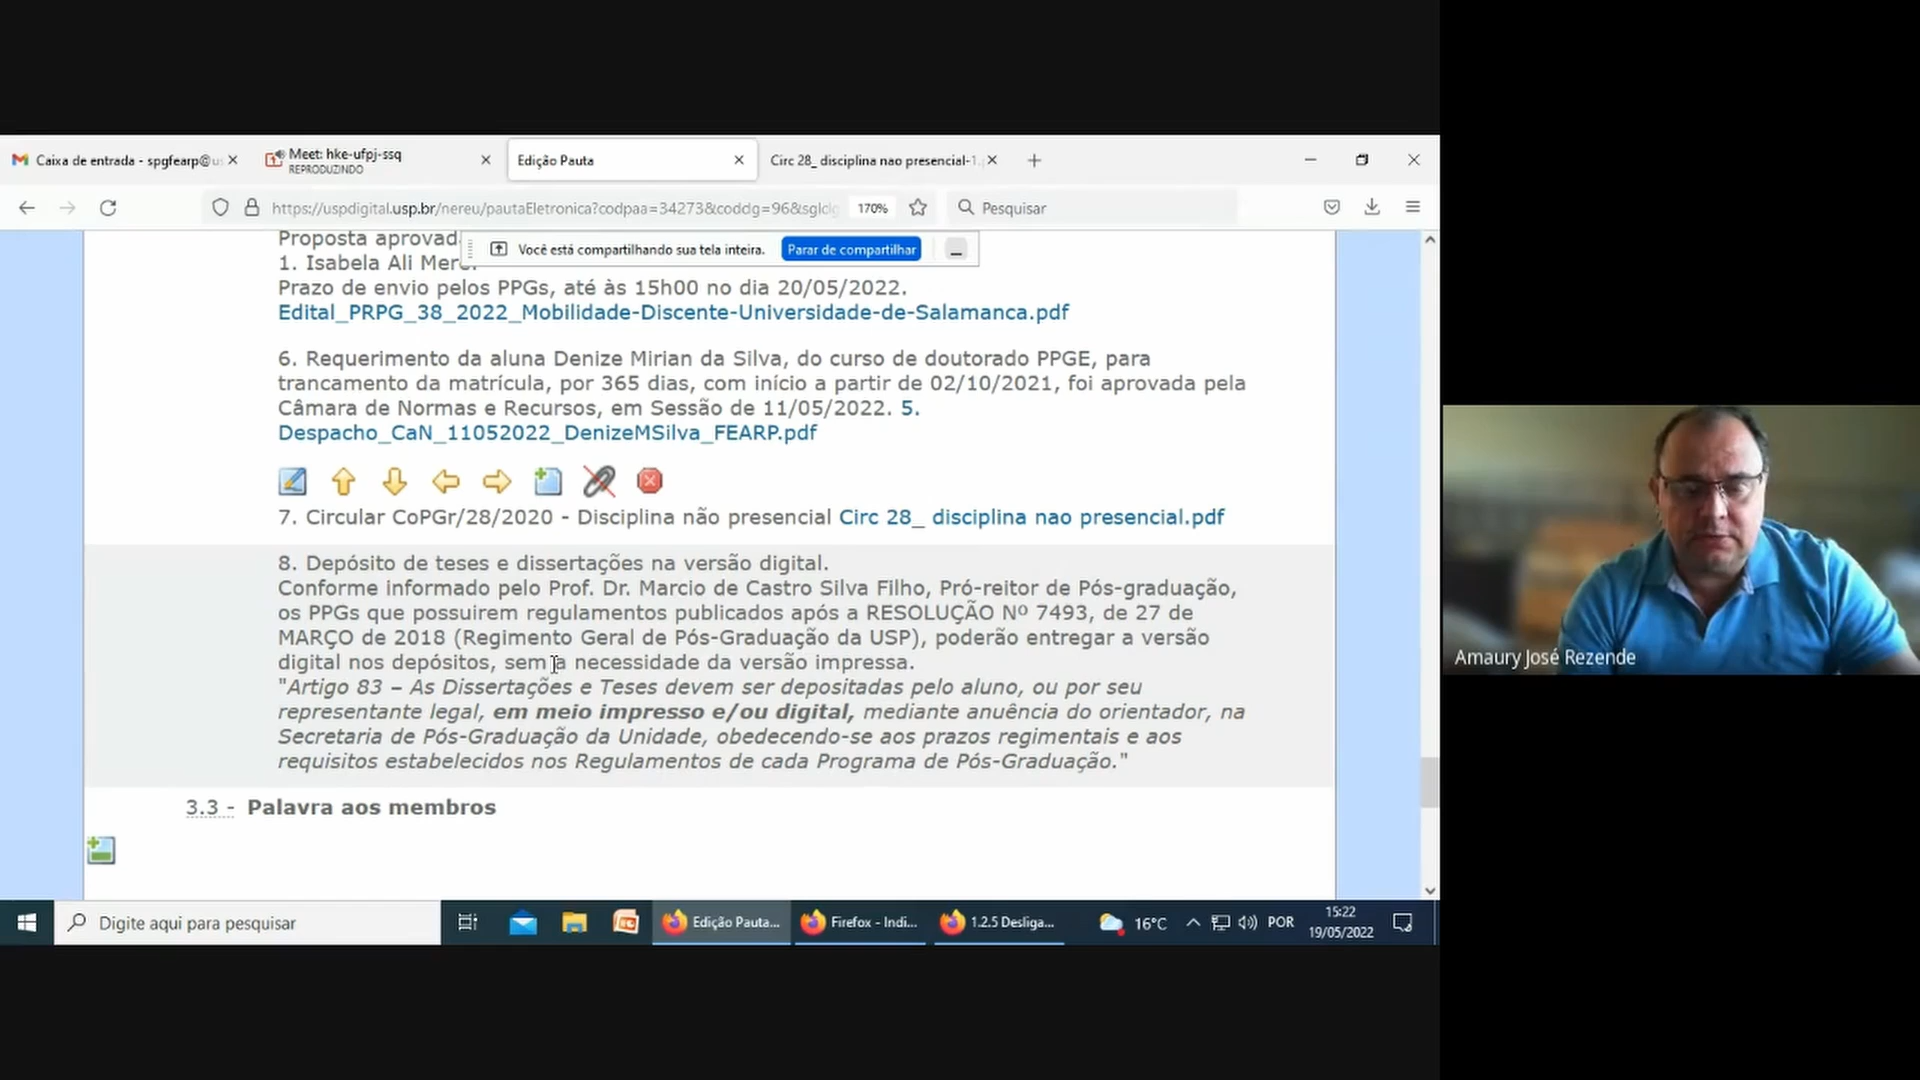 Caixa de entrada - spgfearp@u
Meet: hke-ufpj-ssq
REPRODUZINDO
Edição Pauta
Circ 28_ disciplina nao presencial-1.
https://uspdigital.usp.br/nereu/pautaEletronica?codpaa=34273&codclg=96&sglclg
170%
Pesquisar
Você está compartilhando sua tela inteira.
Parar de compartilhar
Proposta aprovad
1. Isabela Ali Mere
Prazo de envio pelos PPGs, até às 15h00 no dia 20/05/2022.
Edital_PRPG_38_2022_Mobilidade-Discente-Universidade-de-Salamanca.pdf
6. Requerimento da aluna Denize Mirian da Silva, do curso de doutorado PPGE, para
trancamento da matrícula, por 365 dias, com início a partir de 02/10/2021, foi aprovada pela
Câmara de Normas e Recursos, em Sessão de 11/05/2022. 5.
Despacho_CaN_11052022_DenizeMSilva_FEARP.pdf
7. Circular CoPGr/28/2020 - Disciplina não presencial Circ 28_ disciplina nao presencial.pdf
8. Depósito de teses e dissertações na versão digital.
Conforme informado pelo Prof. Dr. Marcio de Castro Silva Filho, Pró-reitor de Pós-graduação,
os PPGs que possuirem regulamentos publicados após a RESOLUÇÃO Nº 7493, de 27 de
MARÇO de 2018 (Regimento Geral de Pós-Graduação da USP), poderão entregar a versão
digital nos depósitos, sem a necessidade da versão impressa.
"Artigo 83 – As Dissertações e Teses devem ser depositadas pelo aluno, ou por seu
representante legal, em meio impresso e/ou digital, mediante anuência do orientador, na
Secretaria de Pós-Graduação da Unidade, obedecendo-se aos prazos regimentais e aos
requisitos estabelecidos nos Regulamentos de cada Programa de Pós-Graduação."
3.3 - Palavra aos membros
Amaury José Rezende
Digite aqui para pesquisar
Edição Pauta...
Firefox - Indi...
1.2.5 Desliga...
16°C
POR
15:22
19/05/2022